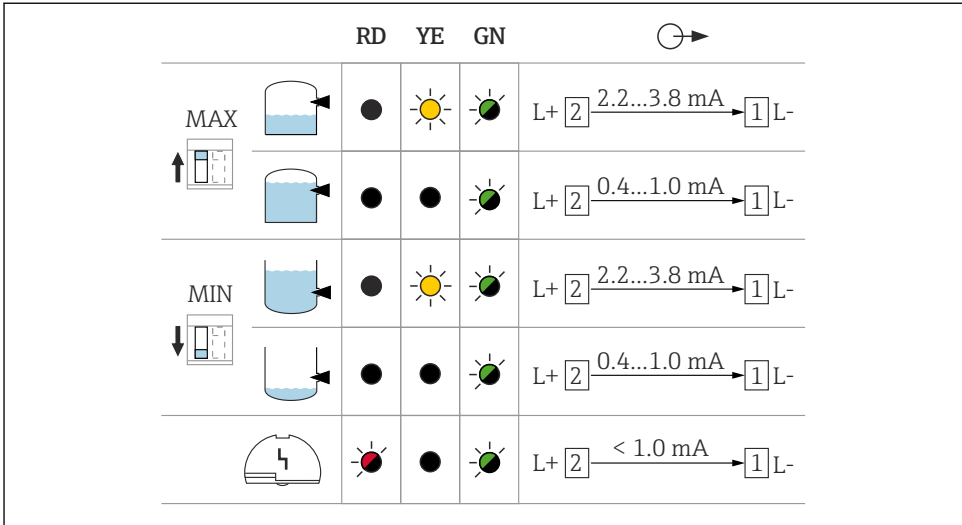 RD YE GN
MAX
L+ 2 2.2...3.8 mA 1 L-
L+ 2 0.4...1.0 mA 1 L-
MIN
L+ 2 2.2...3.8 mA 1 L-
L+ 2 0.4...1.0 mA 1 L-
L+ 2 < 1.0 mA 1 L-